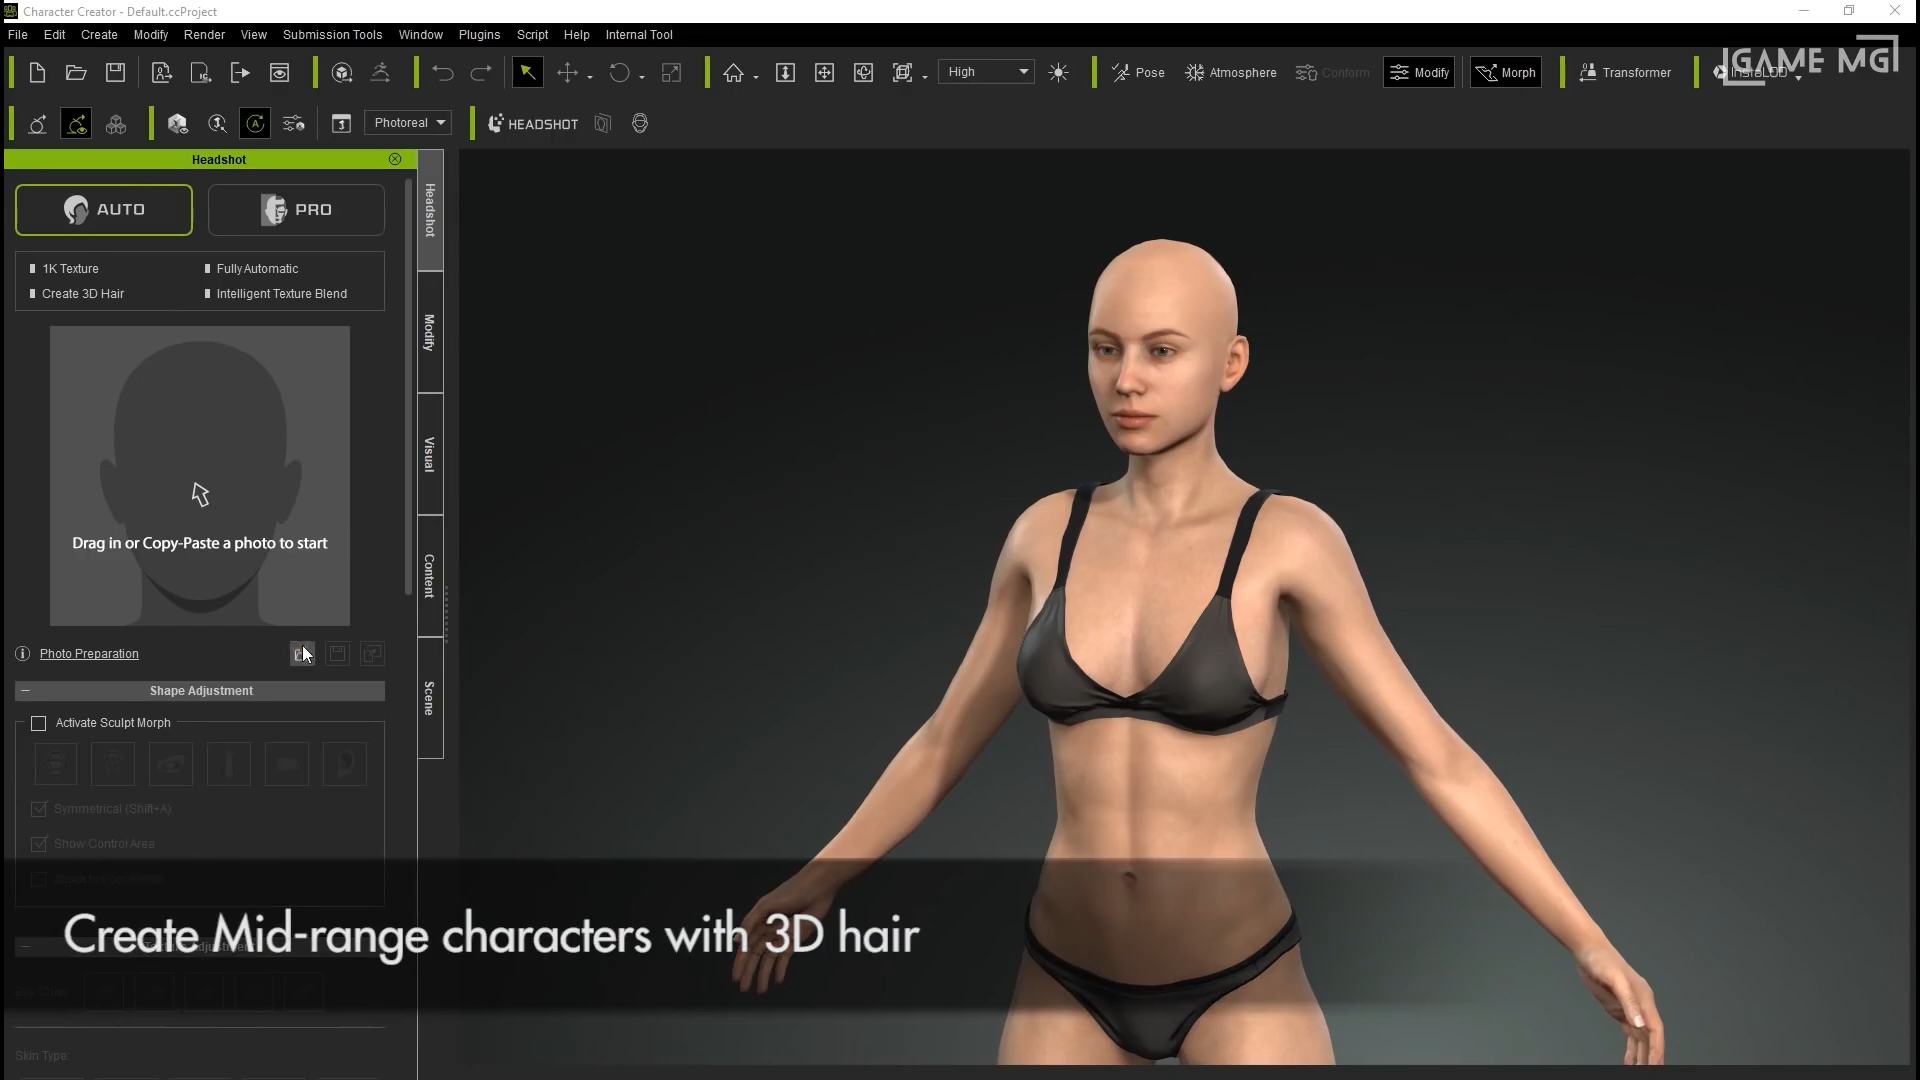 Character Creator - Default.ccProject
File Edit Create Modify Render View Submission Tools Window Plugins Script Help Internal Tool
High Pose Atmosphere Conform Modify Morph Transformer InstaLOD
GAME MG
Photoreal HEADSHOT
Headshot
AUTO PRO
1K Texture Fully Automatic
Create 3D Hair Intelligent Texture Blend
Drag in or Copy-Paste a photo to start
Photo Preparation
Shape Adjustment
Activate Sculpt Morph
Symmetrical (Shift+A)
Show Control Area
Create Mid-range characters with 3D hair
Skin Type:
Headshot
Modify
Visual
Content
Scene